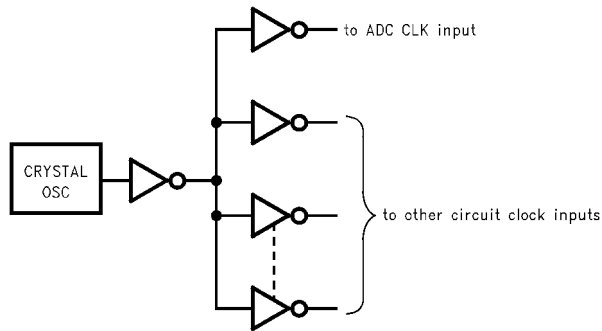 to ADC CLK input
CRYSTAL
OSC
to other circuit clock inputs